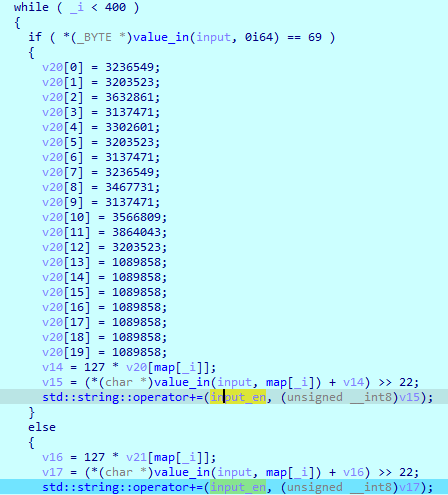 while ( _i < 400 )
{
if ( *(_BYTE *)value_in(input, 0i64) == 69 )
{
v20[0] = 3236549;
v20[1] = 3203523;
v20[2] = 3632861;
v20[3] = 3137471;
v20[4] = 3302601;
v20[5] = 3203523;
v20[6] = 3137471;
v20[7] = 3236549;
v20[8] = 3467731;
v20[9] = 3137471;
v20[10] = 3566809;
v20[11] = 3864043;
v20[12] = 3203523;
v20[13] = 1089858;
v20[14] = 1089858;
v20[15] = 1089858;
v20[16] = 1089858;
v20[17] = 1089858;
v20[18] = 1089858;
v20[19] = 1089858;
v14 = 127 * v20[map[_i]];
v15 = (*(char *)value_in(input, map[_i]) + v14) >> 22;
std::string::operator+=(input_en, (unsigned __int8)v15);
}
else
{
v16 = 127 * v21[map[_i]];
v17 = (*(char *)value_in(input, map[_i]) + v16) >> 22;
std::string::operator+=(input_en, (unsigned __int8)v17);